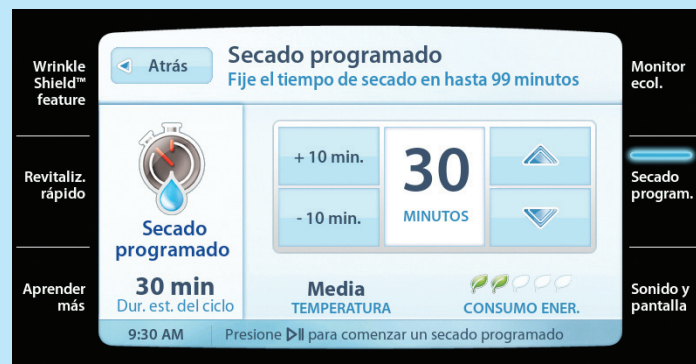 Wrinkle
Shield™
feature
Revitaliz.
rápido
Aprender
más
Atrás
Secado programado
Fije el tiempo de secado en hasta 99 minutos
Secado
programado
30 min
Dur. est. del ciclo
+ 10 min.
- 10 min.
30
MINUTOS
Media
TEMPERATURA
CONSUMO ENER.
9:30 AM
Presione para comenzar un secado programado
Monitor
ecol.
Secado
program.
Sonido y
pantalla